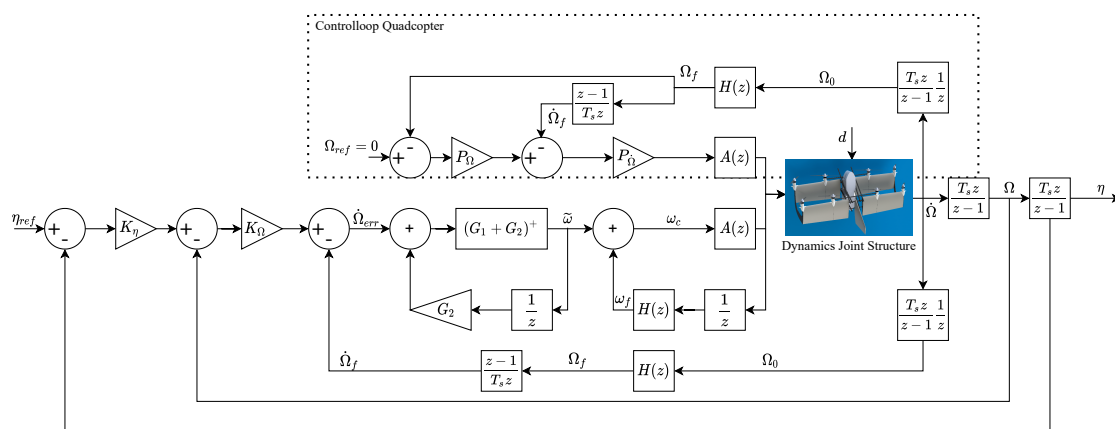 Controlloop Quadcopter
Ω_f
H(z)
Ω_0
T_s z / z − 1  1 / z
z − 1 / T_s z
Ω̇_f
Ω_ref = 0
+ -
P_Ω
+ -
P_Ω̇
A(z)
d
η_ref
+ -
K_η
+ -
K_Ω
+ -
Ω̇_err
+
(G_1 + G_2)^+
ω̃
+
ω_c
A(z)
Dynamics Joint Structure
Ω̇
T_s z / z − 1
Ω
T_s z / z − 1
η
G_2
1 / z
ω_f
H(z)
1 / z
T_s z / z − 1  1 / z
Ω̇_f
z − 1 / T_s z
Ω_f
H(z)
Ω_0